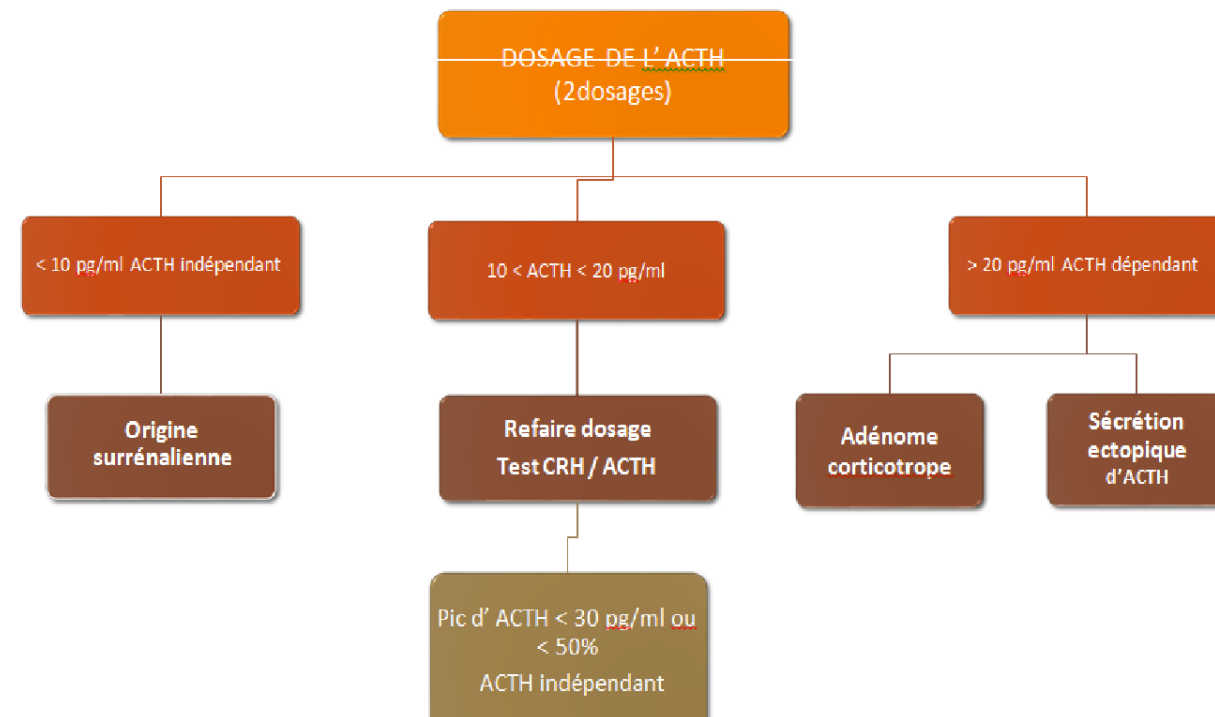 DOSAGE DE L’ ACTH
(2dosages)
< 10 pg/ml ACTH indépendant
10 < ACTH < 20 pg/ml
> 20 pg/ml ACTH dépendant
Origine
surrénalienne
Refaire dosage
Test CRH / ACTH
Adénome
corticotrope
Sécrétion
ectopique
d’ACTH
Pic d’ ACTH < 30 pg/ml ou
< 50%
ACTH indépendant